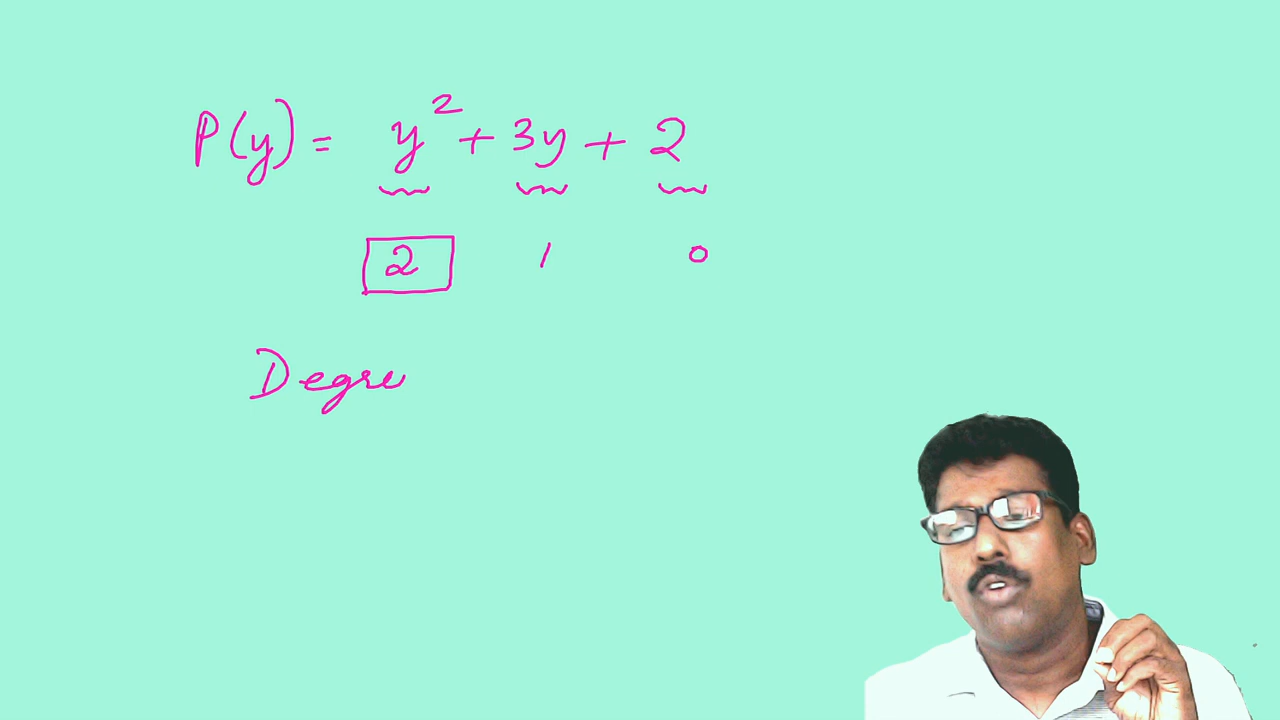 P(y) = y² + 3y + 2
2 1 0
Degre